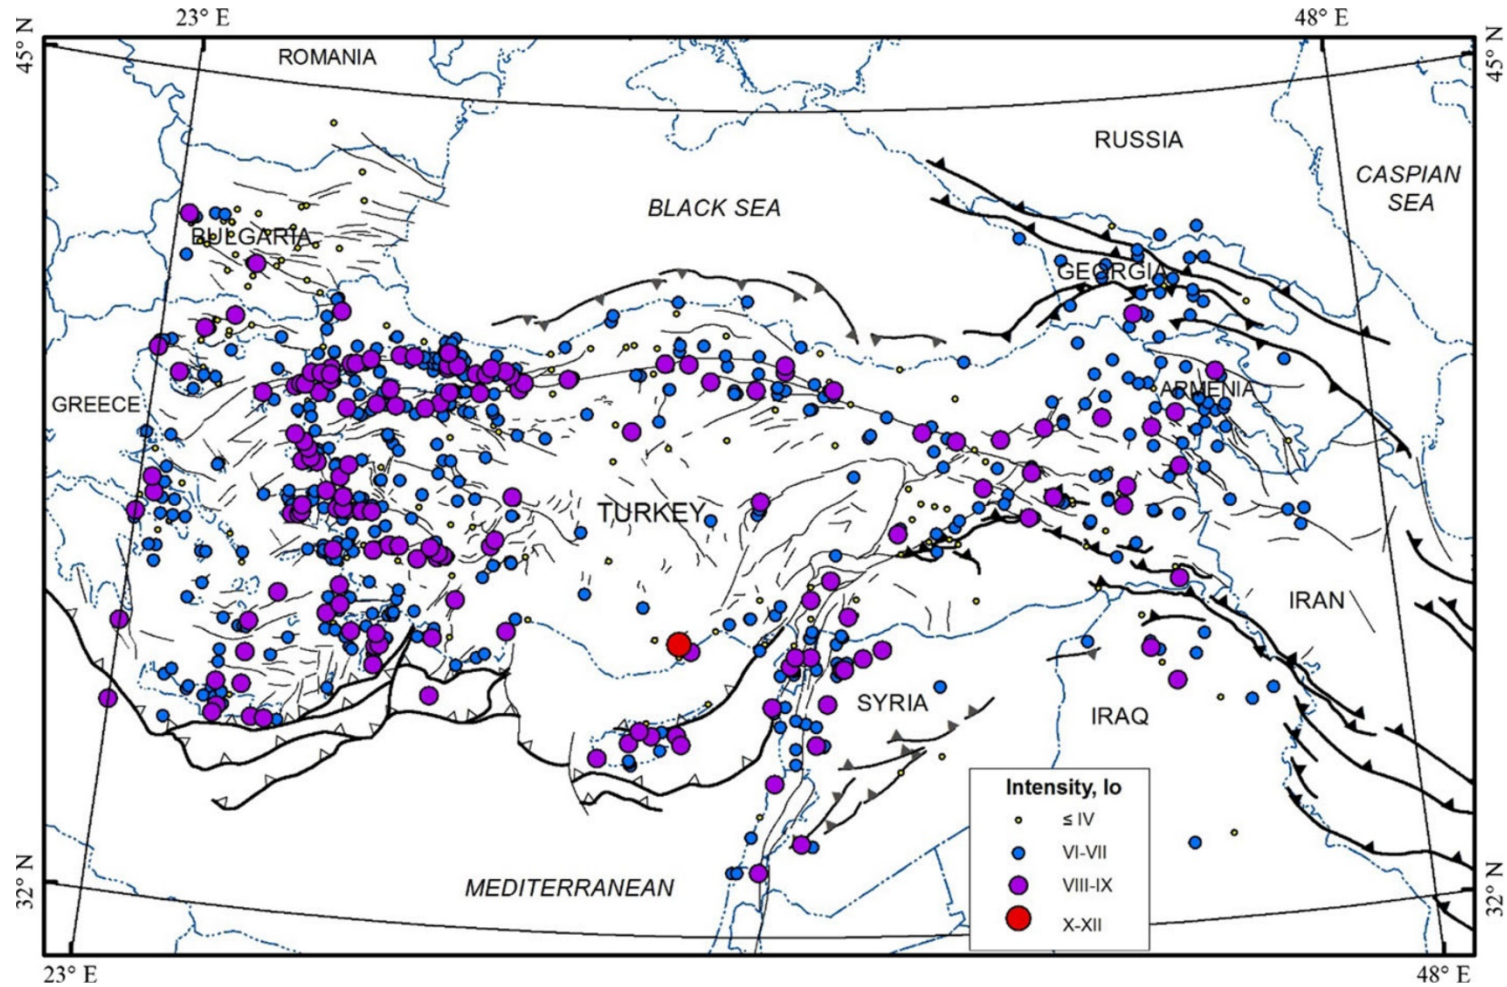 23° E
48° E
45° N
45° N
ROMANIA
RUSSIA
CASPIAN
SEA
BLACK SEA
BULGARIA
GEORGIA
ARMENIA
GREECE
TURKEY
IRAN
SYRIA
IRAQ
Intensity, Io
≤ IV
VI-VII
VIII-IX
X-XII
MEDITERRANEAN
32° N
32° N
23° E
48° E